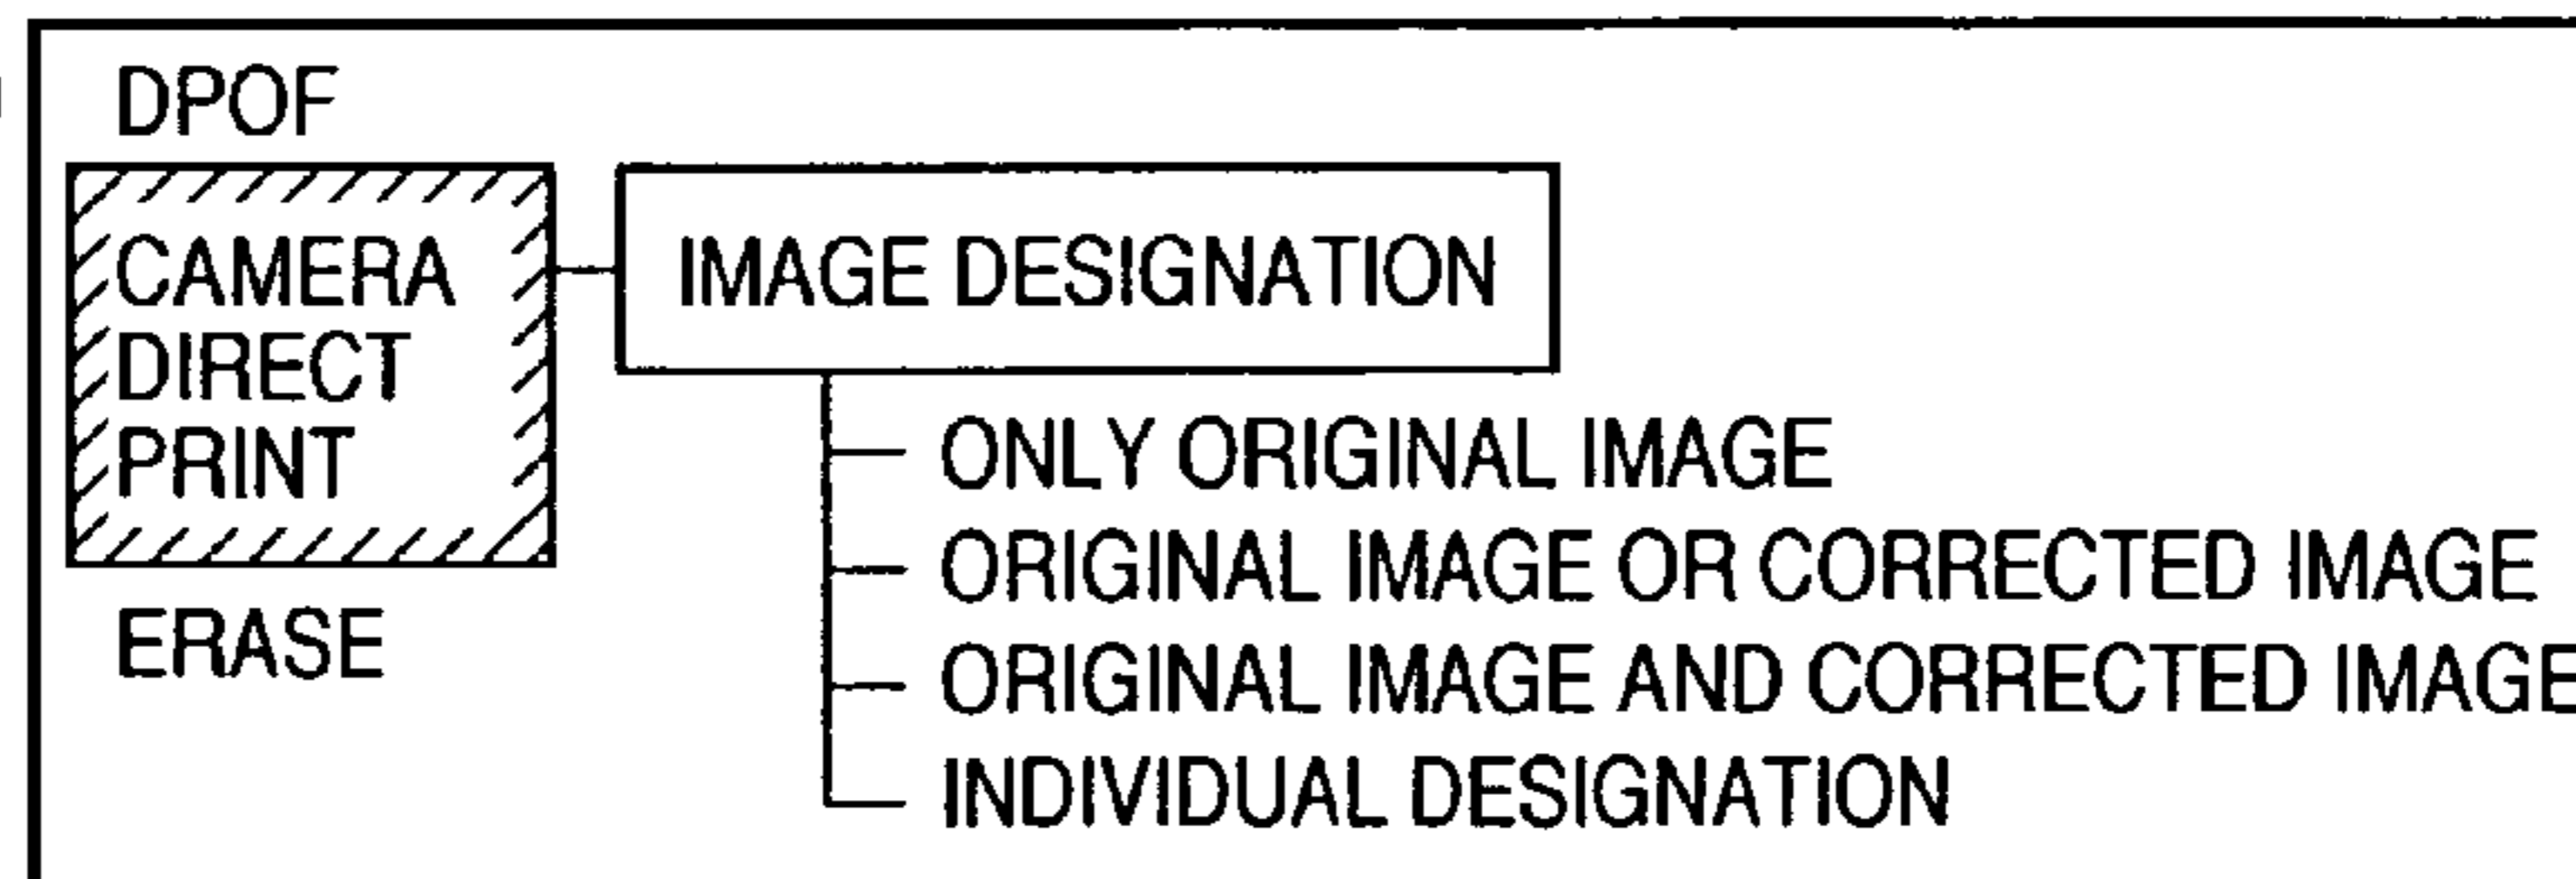 DPOF
CAMERA
DIRECT
PRINT
IMAGE DESIGNATION
ONLY ORIGINAL IMAGE
ORIGINAL IMAGE OR CORRECTED IMAGE
ORIGINAL IMAGE AND CORRECTED IMAGE
INDIVIDUAL DESIGNATION
ERASE